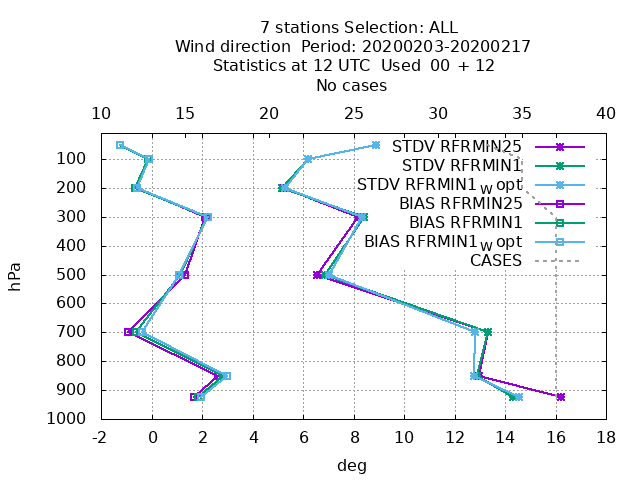 7 stations Selection: ALL
Wind direction  Period: 20200203-20200217
Statistics at 12 UTC  Used  00 + 12
No cases
10 15 20 25 30 35 40
STDV RFRMIN25
STDV RFRMIN1
STDV RFRMIN1w opt
BIAS RFRMIN25
BIAS RFRMIN1
BIAS RFRMIN1w opt
CASES
hPa
100
200
300
400
500
600
700
800
900
1000
-2 0 2 4 6 8 10 12 14 16 18
deg